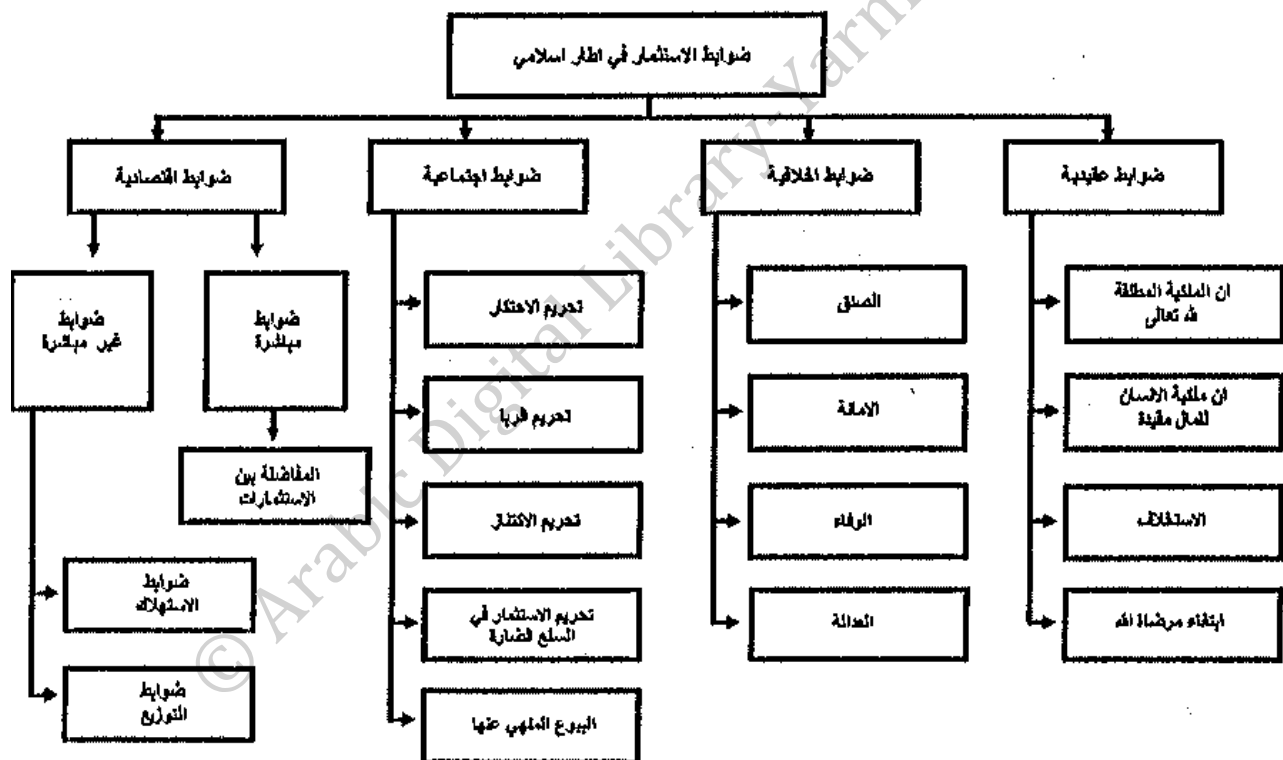 ضوابط الاستثمار في اطار اسلامي
ضوابط عقيدية
ضوابط اخلاقية
ضوابط اجتماعية
ضوابط اقتصادية
ان الملكية المطلقة
لله تعالى
ان ملكية الانسان
للمال مقيدة
الاستخلاف
ابتغاء مرضاة الله
الصدق
الامانة
الوفاء
العدالة
تحريم الاحتكار
تحريم الربا
تحريم الاكتناز
تحريم الاستثمار في
السلع الضارة
البيوع المنهي عنها
ضوابط
مباشرة
المفاضلة بين
الاستثمارات
ضوابط
غير مباشرة
ضوابط
الاستهلاك
ضوابط
التوزيع
© Arabic Digital Library-Yarm